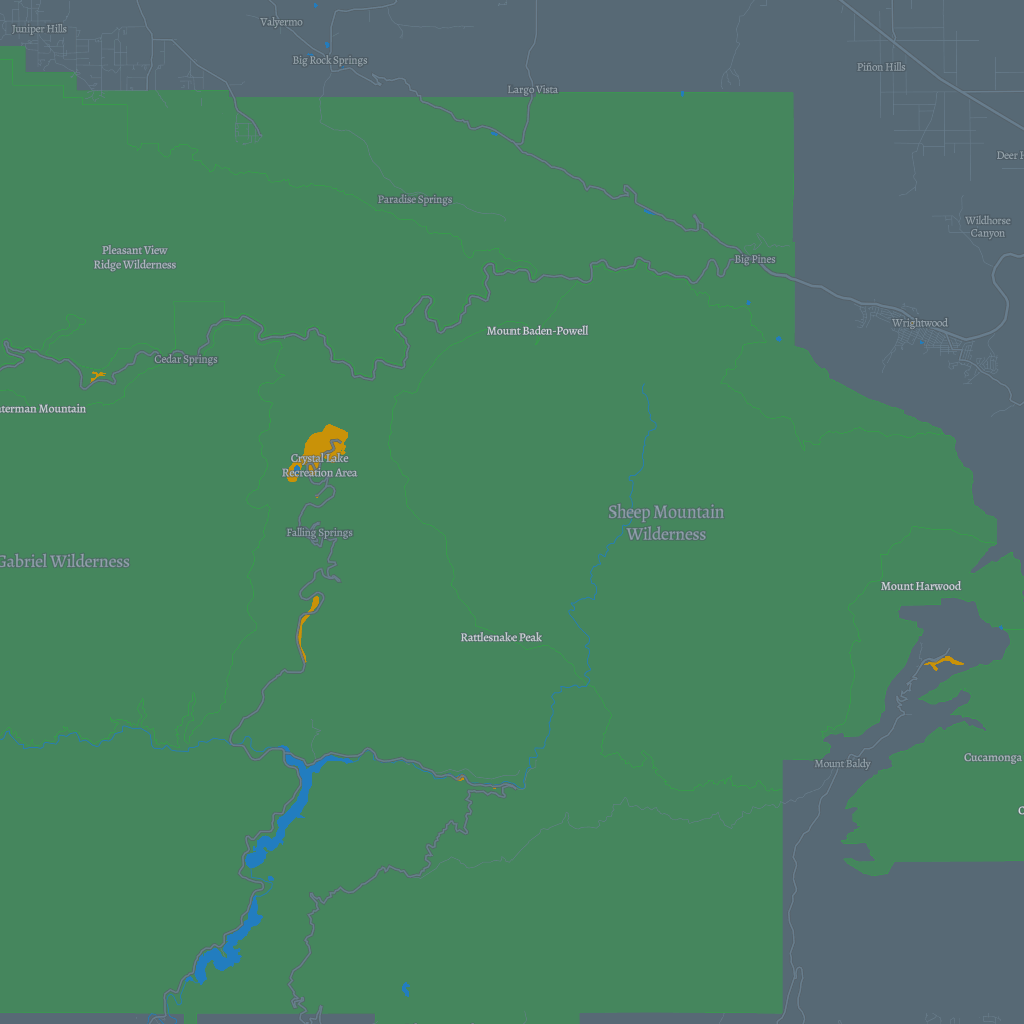 Juniper Hills
Valyermo
Big Rock Springs
Piñon Hills
Largo Vista
Deer H
Paradise Springs
Wildhorse
Canyon
Pleasant View
Ridge Wilderness
Big Pines
Wrightwood
Mount Baden-Powell
Cedar Springs
terman Mountain
Crystal Lake
Recreation Area
Sheep Mountain
Wilderness
Falling Springs
Gabriel Wilderness
Mount Harwood
Rattlesnake Peak
Cucamonga
Mount Baldy
C